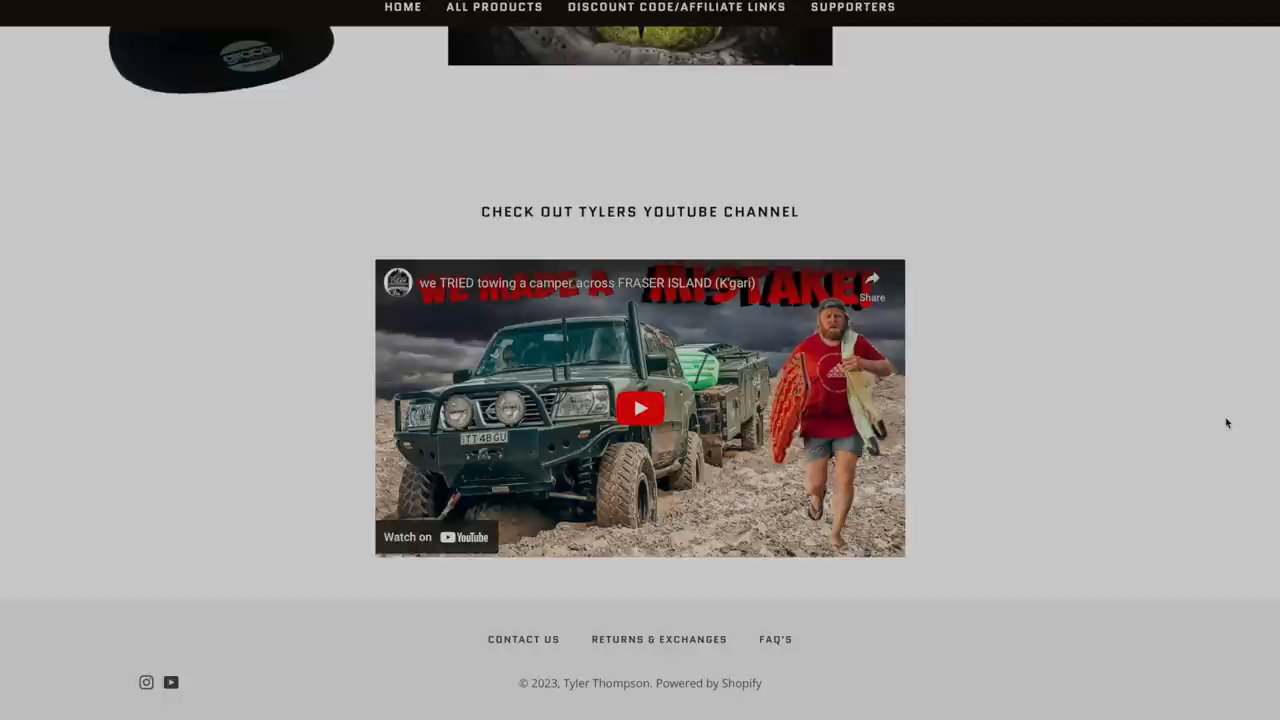 HOME ALL PRODUCTS DISCOUNT CODE/AFFILIATE LINKS SUPPORTERS
grace
CHECK OUT TYLERS YOUTUBE CHANNEL
we TRIED towing a camper across FRASER ISLAND (K'gari)
WE MADE A MISTAKE!
Share
adidas
TT 48 GU
Watch on YouTube
CONTACT US RETURNS & EXCHANGES FAQ'S
© 2023, Tyler Thompson. Powered by Shopify